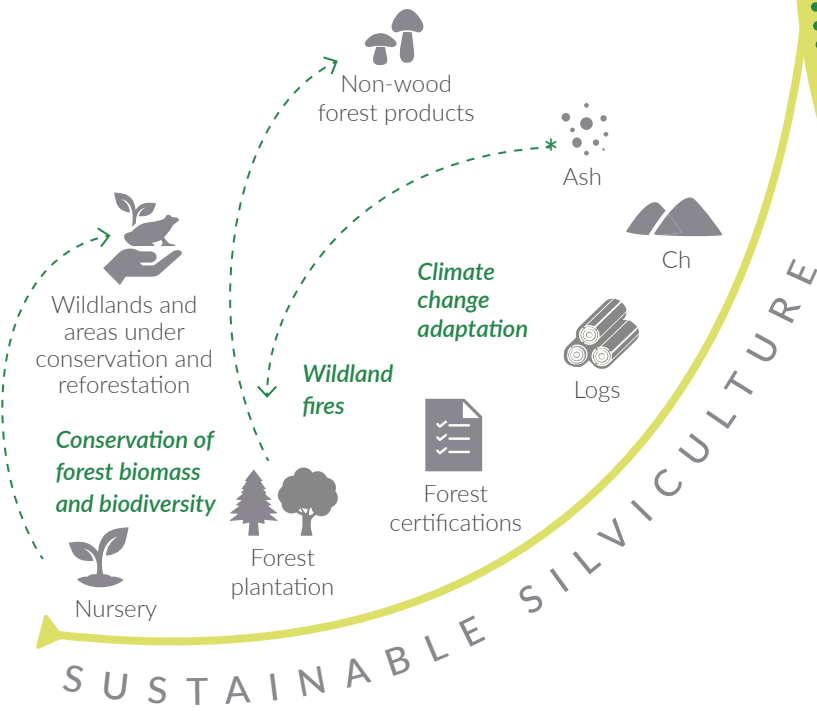 Non-wood
forest products
Ash
Ch
Wildlands and
areas under
conservation and
reforestation
Climate
change
adaptation
Logs
Wildland
fires
Conservation of
forest biomass
and biodiversity
Forest
certifications
Forest
plantation
Nursery
SUSTAINABLE SILVICULTURE